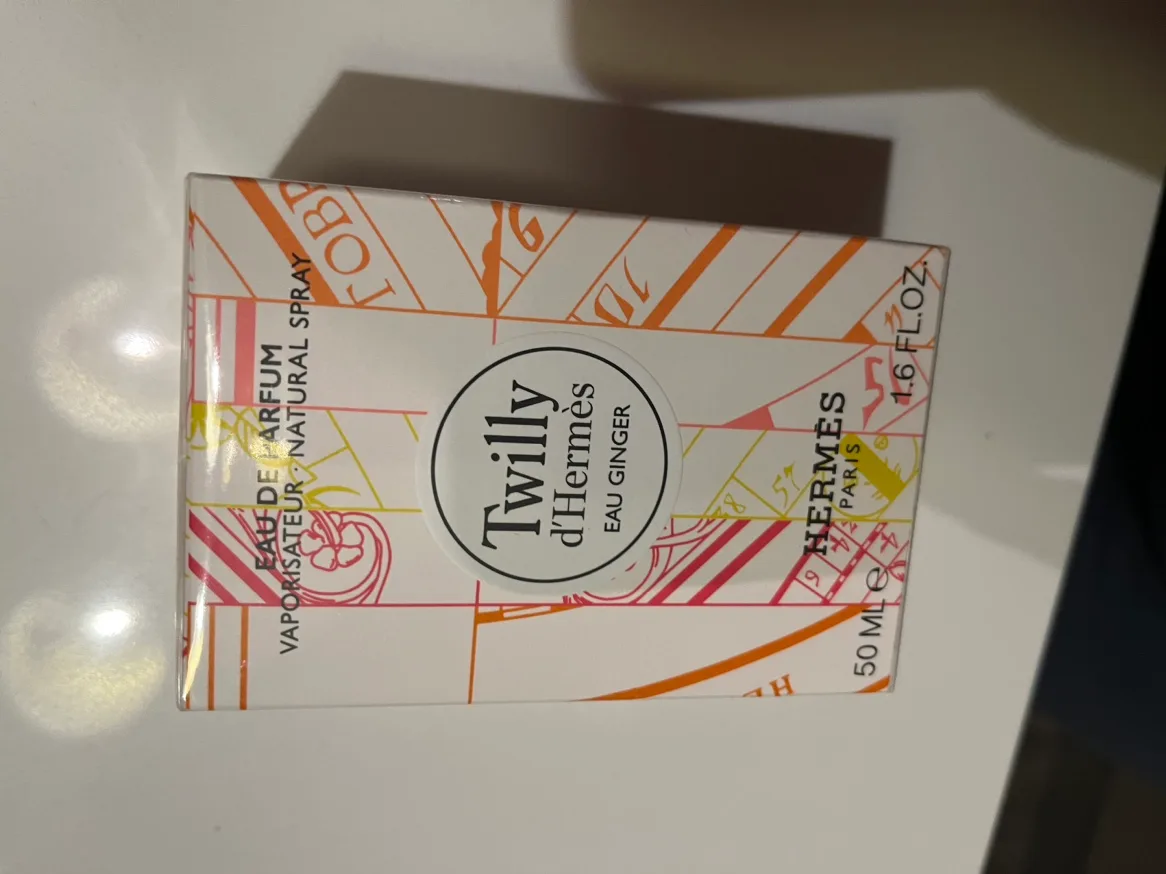 EAU DE PARFUM
VAPORISATEUR · NATURAL SPRAY
Twilly
d'Hermès
EAU GINGER
HERMÈS
PARIS
50 ML ℮ 1.6 FL.OZ.